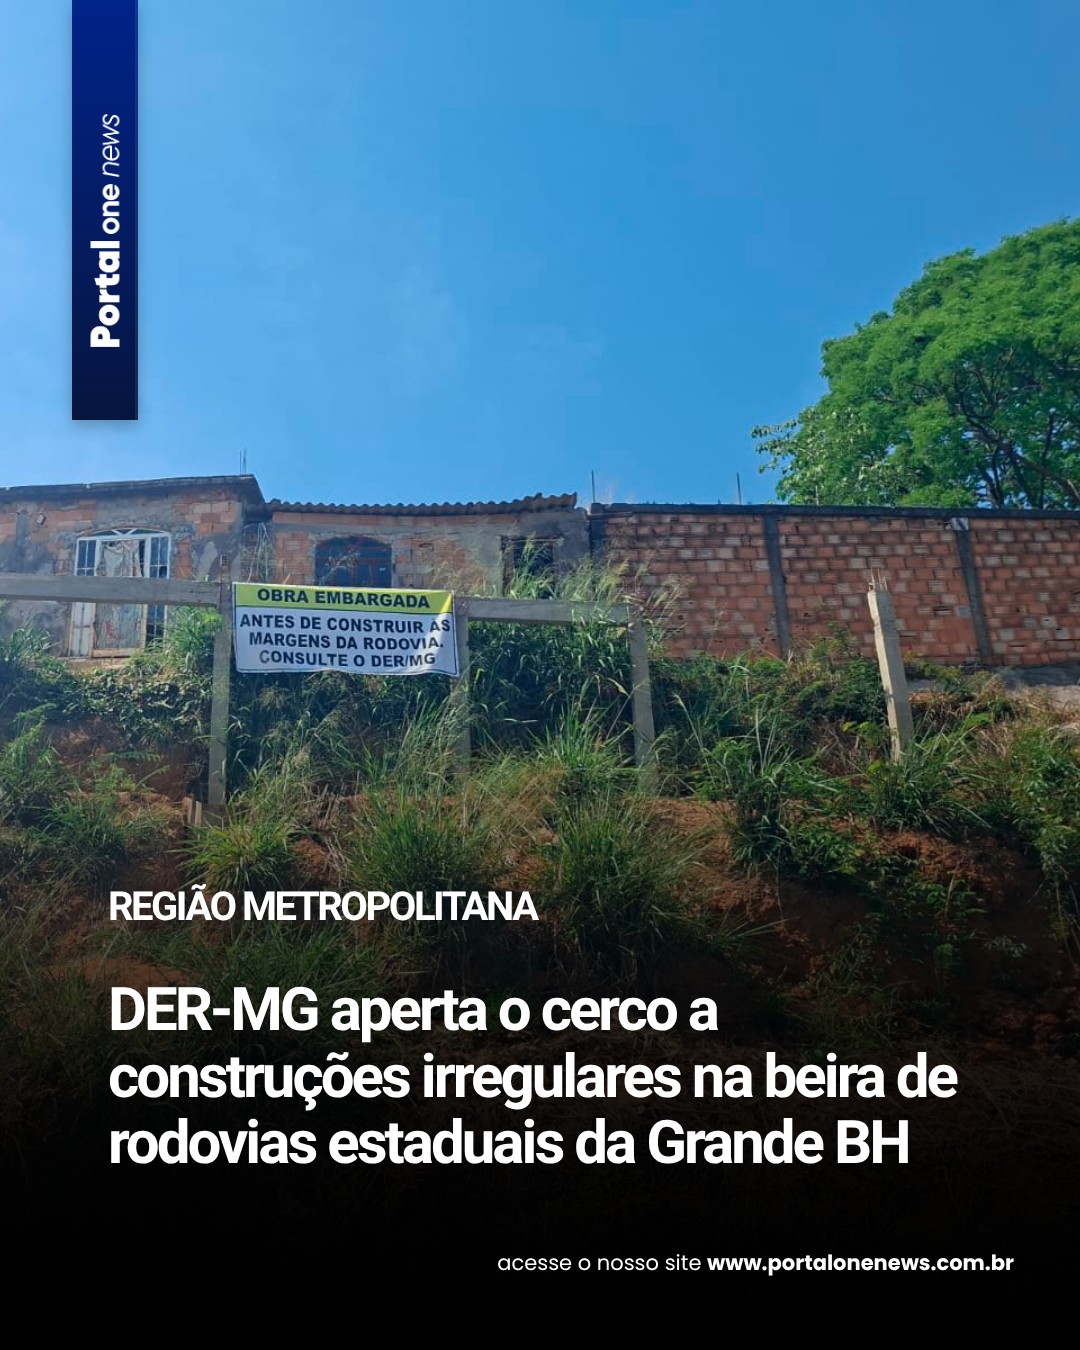 Portal one news
OBRA EMBARGADA
ANTES DE CONSTRUIR ÀS
MARGENS DA RODOVIA.
CONSULTE O DER/MG
REGIÃO METROPOLITANA
DER-MG aperta o cerco a
construções irregulares na beira de
rodovias estaduais da Grande BH
acesse o nosso site www.portalonenews.com.br